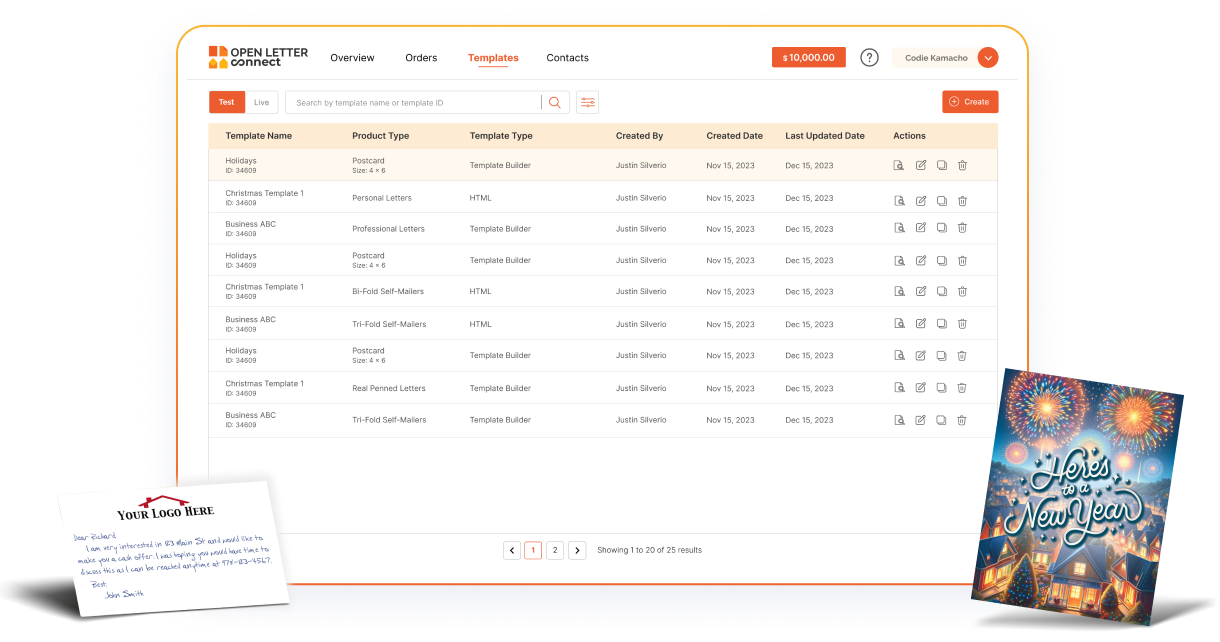 OPEN LETTER connect Overview Orders Templates Contacts $ 10,000.00 ? Codie Kamacho
Test Live Search by template name or template ID Create
Template Name Product Type Template Type Created By Created Date Last Updated Date Actions
Holidays Postcard Template Builder Justin Silverio Nov 15, 2023 Dec 15, 2023
ID: 34609 Size: 4 × 6
Christmas Template 1 Personal Letters HTML Justin Silverio Nov 15, 2023 Dec 15, 2023
ID: 34609
Business ABC Professional Letters Template Builder Justin Silverio Nov 15, 2023 Dec 15, 2023
ID: 34609
Holidays Postcard Template Builder Justin Silverio Nov 15, 2023 Dec 15, 2023
ID: 34609 Size: 4 × 6
Christmas Template 1 Bi-Fold Self-Mailers HTML Justin Silverio Nov 15, 2023 Dec 15, 2023
ID: 34609
Business ABC Tri-Fold Self-Mailers HTML Justin Silverio Nov 15, 2023 Dec 15, 2023
ID: 34609
Holidays Postcard Template Builder Justin Silverio Nov 15, 2023 Dec 15, 2023
ID: 34609 Size: 4 × 6
Christmas Template 1 Real Penned Letters Template Builder Justin Silverio Nov 15, 2023 Dec 15, 2023
ID: 34609
Business ABC Tri-Fold Self-Mailers Template Builder Justin Silverio Nov 15, 2023 Dec 15, 2023
ID: 34609
1 2 Showing 1 to 20 of 25 results
YOUR LOGO HERE
Dear Richard
I am very interested in 123 Main St and would like to
make you a cash offer. I was hoping you would have time to
discuss this as I can be reached anytime at 978-123-4567.
Best,
John Smith
Here's
to a
New Year